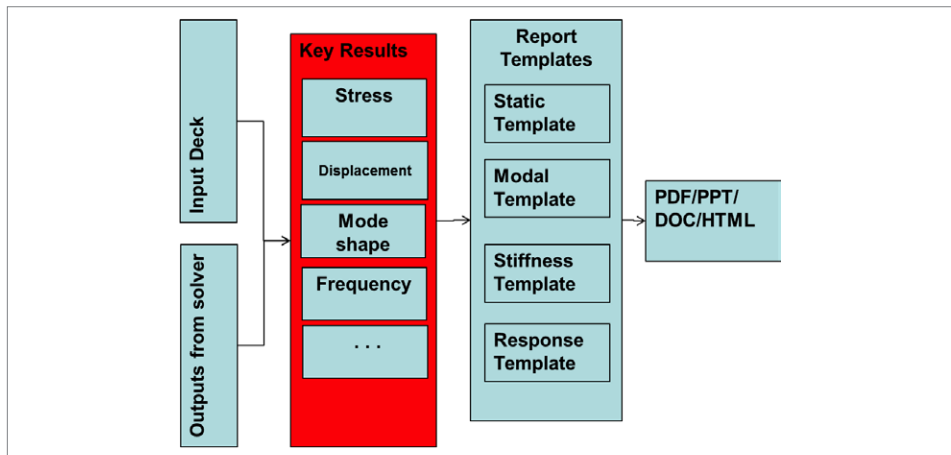 Input Deck
Outputs from solver
Key Results
Stress
Displacement
Mode
shape
Frequency
. . .
Report
Templates
Static
Template
Modal
Template
Stiffness
Template
Response
Template
PDF/PPT/
DOC/HTML